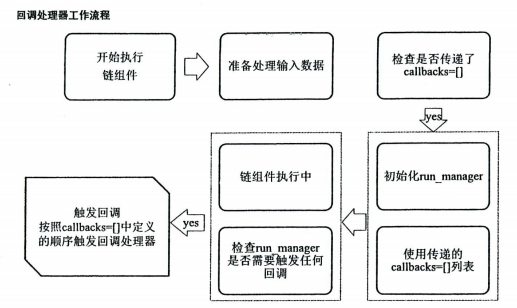 回调处理器工作流程
开始执行
链组件
准备处理输入数据
检查是否传递了
callbacks=[]
yes
初始化run_manager
使用传递的
callbacks=[]列表
链组件执行中
检查run_manager
是否需要触发任何
回调
yes
触发回调
按照callbacks=[]中定义
的顺序触发回调处理器